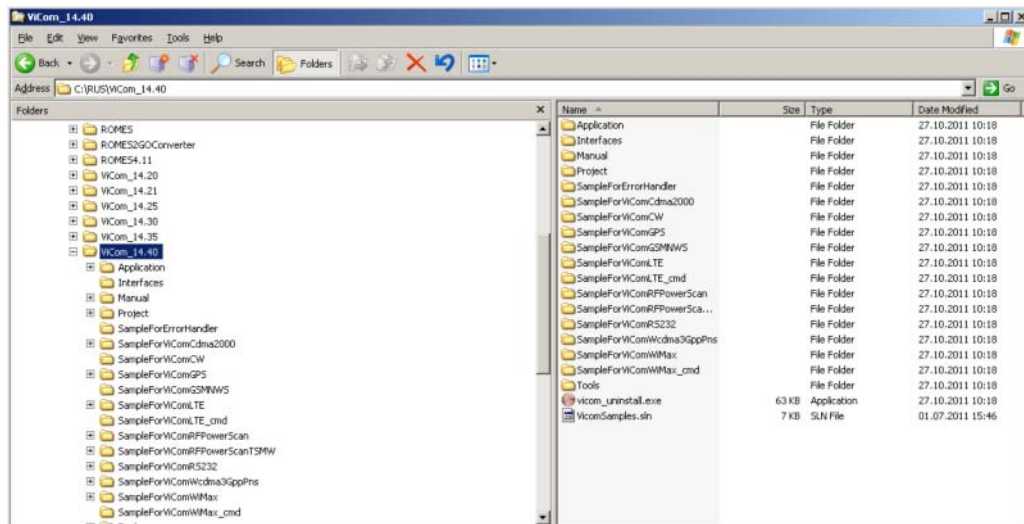 ViCom_14.40
File Edit View Favorites Tools Help
Back Search Folders
Address C:\RUS\ViCom_14.40 Go
Folders
ROMES
ROMES2GOConverter
ROMES4.11
ViCom_14.20
ViCom_14.21
ViCom_14.25
ViCom_14.30
ViCom_14.35
ViCom_14.40
Application
Interfaces
Manual
Project
SampleForErrorHandler
SampleForViComCdma2000
SampleForViComCW
SampleForViComGPS
SampleForViComGSMNWS
SampleForViComLTE
SampleForViComLTE_cmd
SampleForViComRFPowerScan
SampleForViComRFPowerScanTSMW
SampleForViComRS232
SampleForViComWcdma3GppPns
SampleForViComWiMax
SampleForViComWiMax_cmd
Name Size Type Date Modified
Application File Folder 27.10.2011 10:18
Interfaces File Folder 27.10.2011 10:18
Manual File Folder 27.10.2011 10:18
Project File Folder 27.10.2011 10:18
SampleForErrorHandler File Folder 27.10.2011 10:18
SampleForViComCdma2000 File Folder 27.10.2011 10:18
SampleForViComCW File Folder 27.10.2011 10:18
SampleForViComGPS File Folder 27.10.2011 10:18
SampleForViComGSMNWS File Folder 27.10.2011 10:18
SampleForViComLTE File Folder 27.10.2011 10:18
SampleForViComLTE_cmd File Folder 27.10.2011 10:18
SampleForViComRFPowerScan File Folder 27.10.2011 10:18
SampleForViComRFPowerSca... File Folder 27.10.2011 10:18
SampleForViComRS232 File Folder 27.10.2011 10:18
SampleForViComWcdma3GppPns File Folder 27.10.2011 10:18
SampleForViComWiMax File Folder 27.10.2011 10:18
SampleForViComWiMax_cmd File Folder 27.10.2011 10:18
Tools File Folder 27.10.2011 10:18
vicom_uninstall.exe 63 KB Application 27.10.2011 10:18
VicomSamples.sln 7 KB SLN File 01.07.2011 15:46